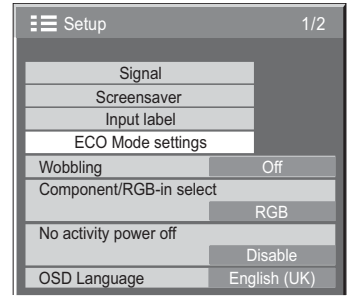 Setup 1/2
Signal
Screensaver
Input label
ECO Mode settings
Wobbling Off
Component/RGB-in select
RGB
No activity power off
Disable
OSD Language English (UK)